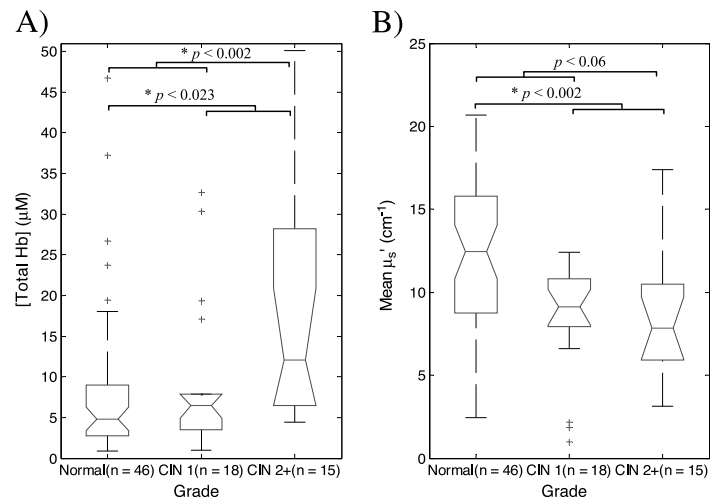 A)
50
45
40
35
30
25
20
15
10
5
0
[Total Hb] (μM)
* p < 0.002
* p < 0.023
Normal(n = 46) CIN 1(n = 18) CIN 2+(n = 15)
Grade
B)
25
20
15
10
5
0
Mean μs' (cm-1)
p < 0.06
* p < 0.002
Normal(n = 46) CIN 1(n = 18) CIN 2+(n = 15)
Grade